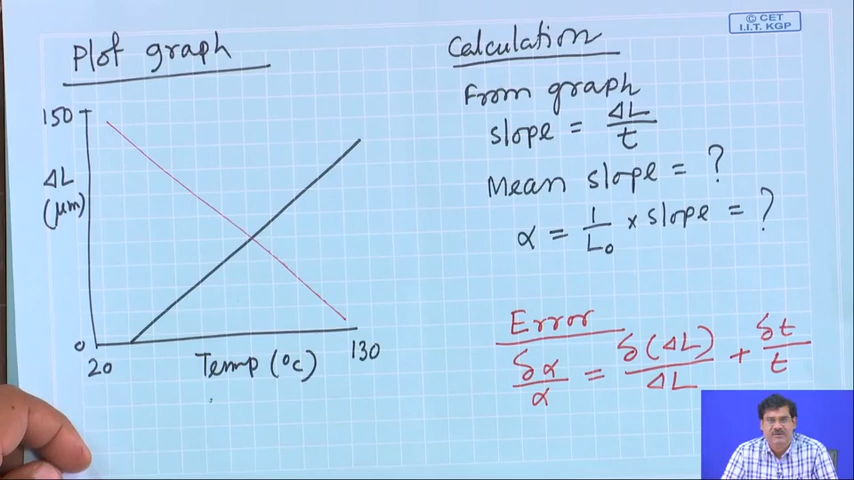 © CET
I.I.T. KGP
Plot graph
150
ΔL
(μm)
0
20
Temp (°c)
130
Calculation
From graph
slope = ΔL/t
Mean slope = ?
α = 1/L₀ × slope = ?
Error
δα/α = δ(ΔL)/ΔL + δt/t